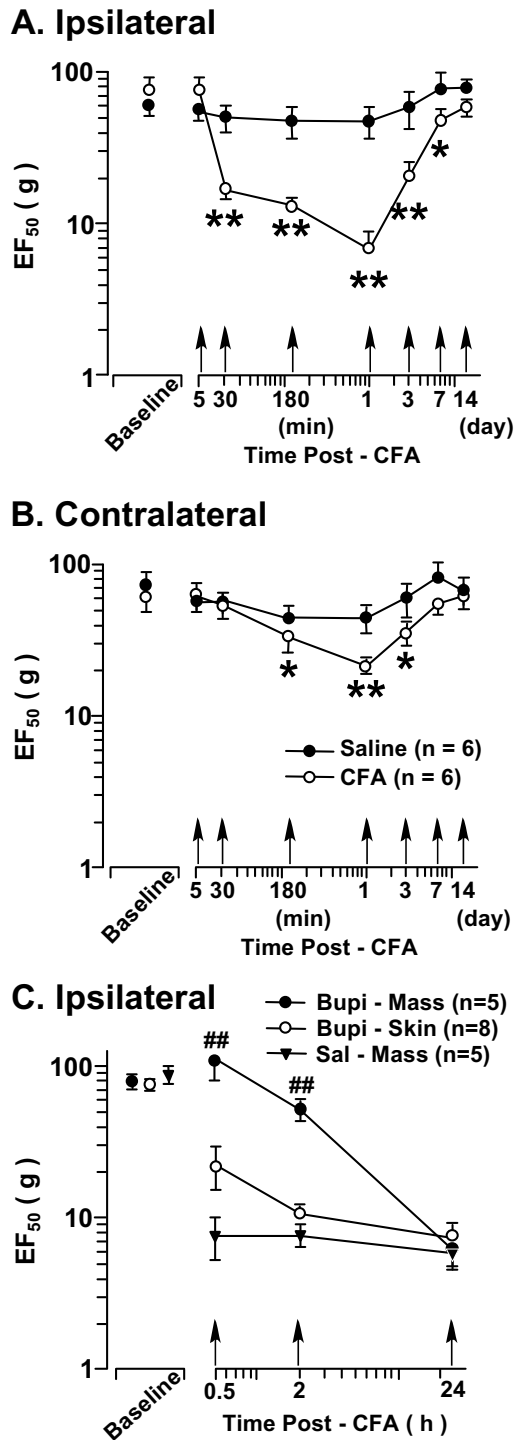 A. Ipsilateral
100
10
1
EF50 ( g )
** ** ** ** *
Baseline 5 30 180 1 3 7 14
(min) (day)
Time Post - CFA
B. Contralateral
100
10
1
EF50 ( g )
* ** *
Saline (n = 6)
CFA (n = 6)
Baseline 5 30 180 1 3 7 14
(min) (day)
Time Post - CFA
C. Ipsilateral
Bupi - Mass (n=5)
Bupi - Skin (n=8)
Sal - Mass (n=5)
100
10
1
EF50 ( g )
## ##
Baseline 0.5 2 24
Time Post - CFA ( h )